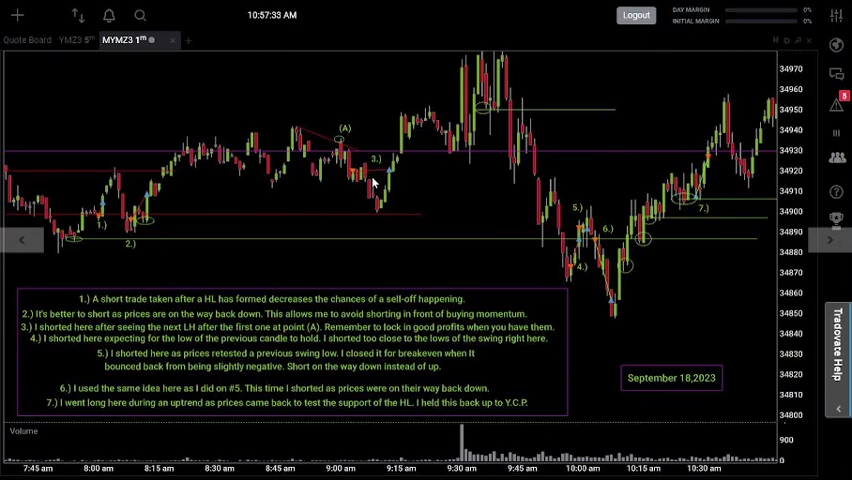 10:57:33 AM
Logout
DAY MARGIN 0%
INITIAL MARGIN 0%
Quote Board
YMZ3 5m
MYMZ3 1m
34970
34960
34950
34940
34930
34920
34910
34900
34890
34880
34870
34860
34850
34840
34830
34820
34810
34800
5
(A)
3.)
1.)
2.)
5.)
6.)
4.)
7.)
1.) A short trade taken after a HL has formed decreases the chances of a sell-off happening.
2.) It's better to short as prices are on the way back down. This allows me to avoid shorting in front of buying momentum.
3.) I shorted here after seeing the next LH after the first one at point (A). Remember to lock in good profits when you have them.
4.) I shorted here expecting for the low of the previous candle to hold. I shorted too close to the lows of the swing right here.
5.) I shorted here as prices retested a previous swing low. I closed it for breakeven when It
bounced back from being slightly negative. Short on the way down instead of up.
6.) I used the same idea here as I did on #5. This time I shorted as prices were on their way back down.
7.) I went long here during an uptrend as prices came back to test the support of the HL. I held this back up to Y.C.P.
September 18,2023
Tradovate Help
Volume
900
0
7:45 am 8:00 am 8:15 am 8:30 am 8:45 am 9:00 am 9:15 am 9:30 am 9:45 am 10:00 am 10:15 am 10:30 am